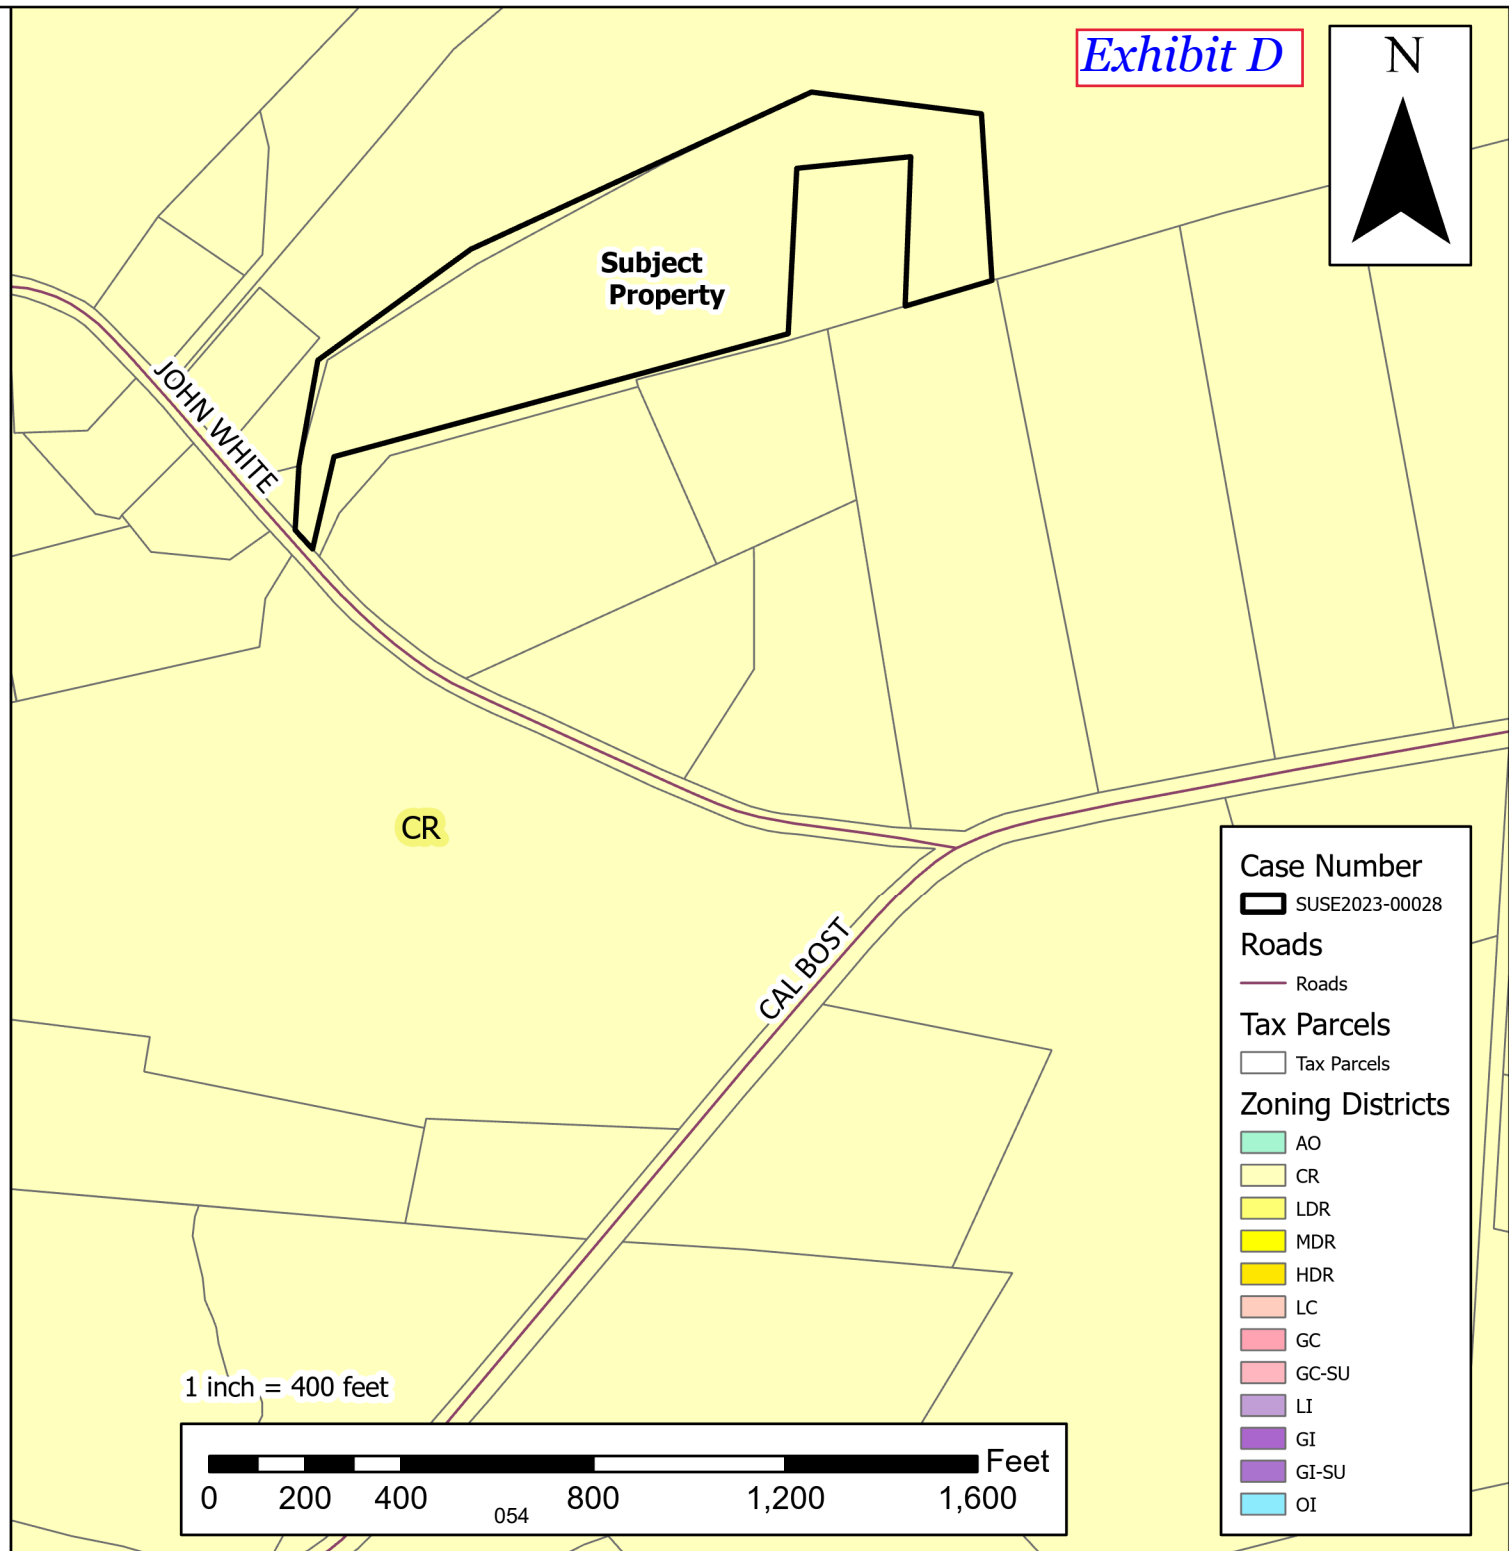 Exhibit D
N
Subject
Property
JOHN WHITE
CR
CAL BOST
Case Number
SUSE2023-00028
Roads
Roads
Tax Parcels
Tax Parcels
Zoning Districts
AO
CR
LDR
MDR
HDR
LC
GC
GC-SU
LI
GI
GI-SU
OI
1 inch = 400 feet
Feet
0 200 400 800 1,200 1,600
054